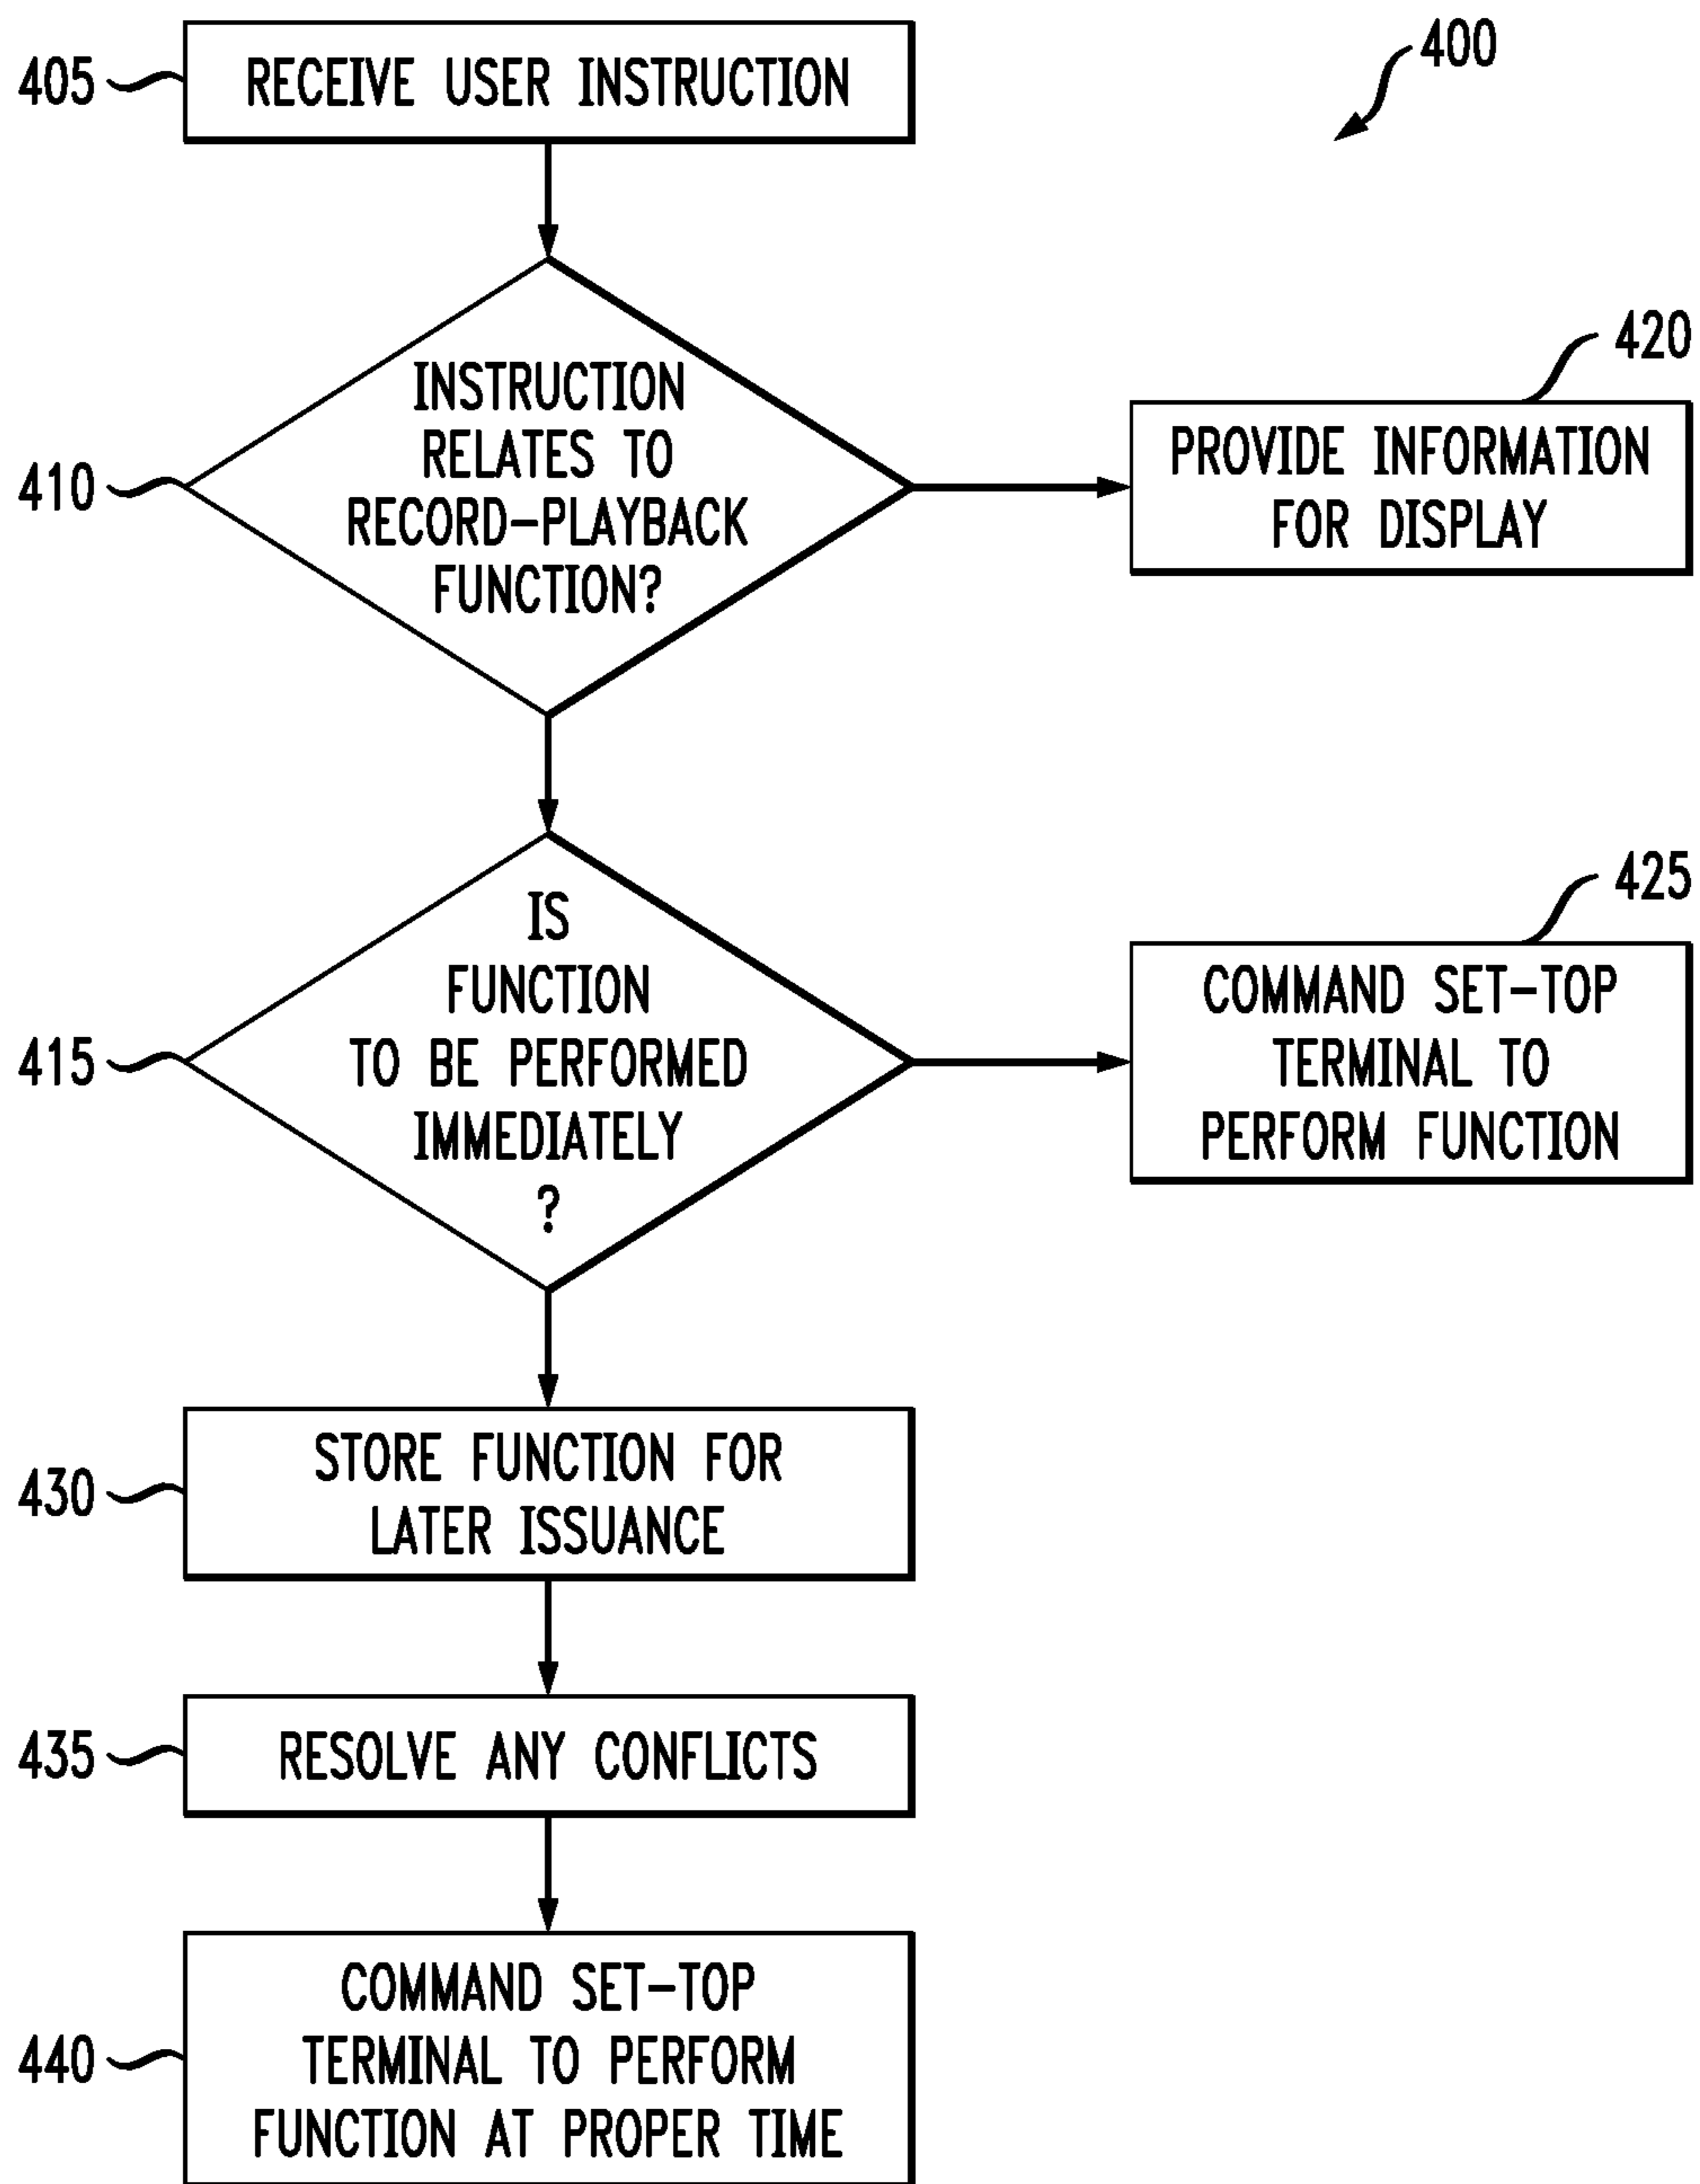 400
405
RECEIVE USER INSTRUCTION
410
INSTRUCTION
RELATES TO
RECORD-PLAYBACK
FUNCTION?
420
PROVIDE INFORMATION
FOR DISPLAY
415
IS
FUNCTION
TO BE PERFORMED
IMMEDIATELY
?
425
COMMAND SET-TOP
TERMINAL TO
PERFORM FUNCTION
430
STORE FUNCTION FOR
LATER ISSUANCE
435
RESOLVE ANY CONFLICTS
440
COMMAND SET-TOP
TERMINAL TO PERFORM
FUNCTION AT PROPER TIME